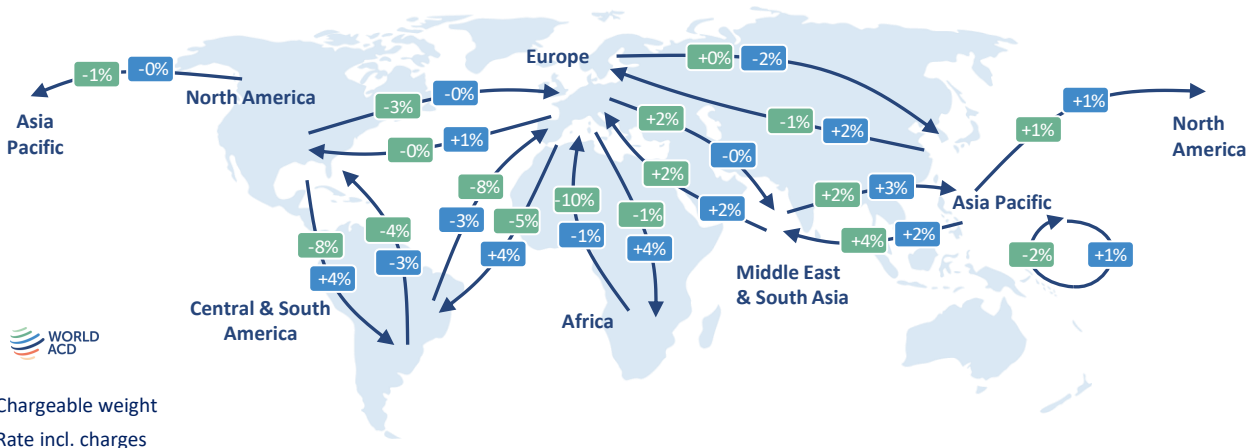 Europe
+0%
-2%
-1%
-0%
North America
Asia
Pacific
-3%
-0%
-0%
+1%
+2%
-0%
-1%
+2%
+1%
+1%
North
America
-8%
-3%
-10%
-1%
-1%
+4%
+2%
+2%
+2%
+3%
Asia Pacific
-5%
+4%
+4%
+2%
-2%
+1%
-8%
+4%
-4%
-3%
Middle East
& South Asia
Central & South
America
Africa
WORLD
ACD
Chargeable weight
Rate incl. charges